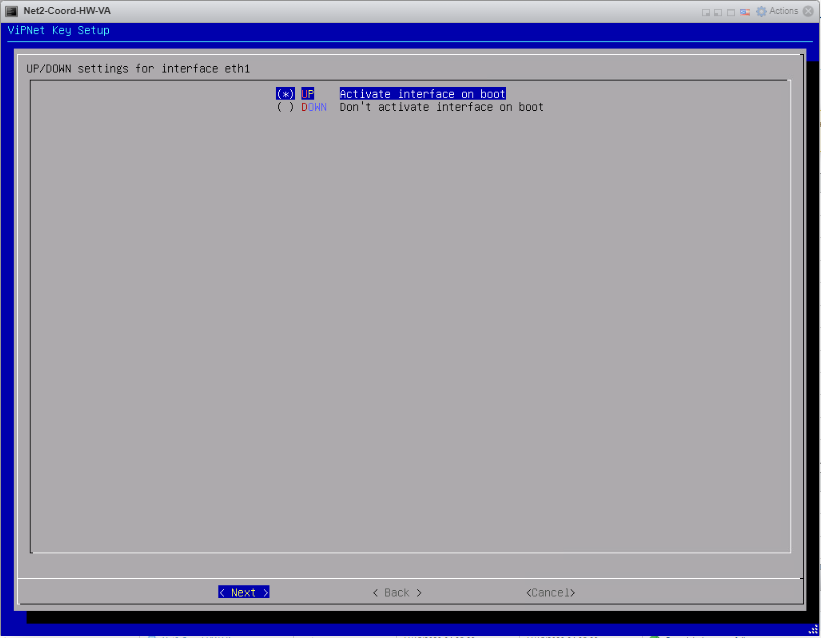 Net2-Coord-HW-VA
Actions
ViPNet Key Setup
UP/DOWN settings for interface eth1
(*) UP Activate interface on boot
( ) DOWN Don't activate interface on boot
< Next > < Back > <Cancel>